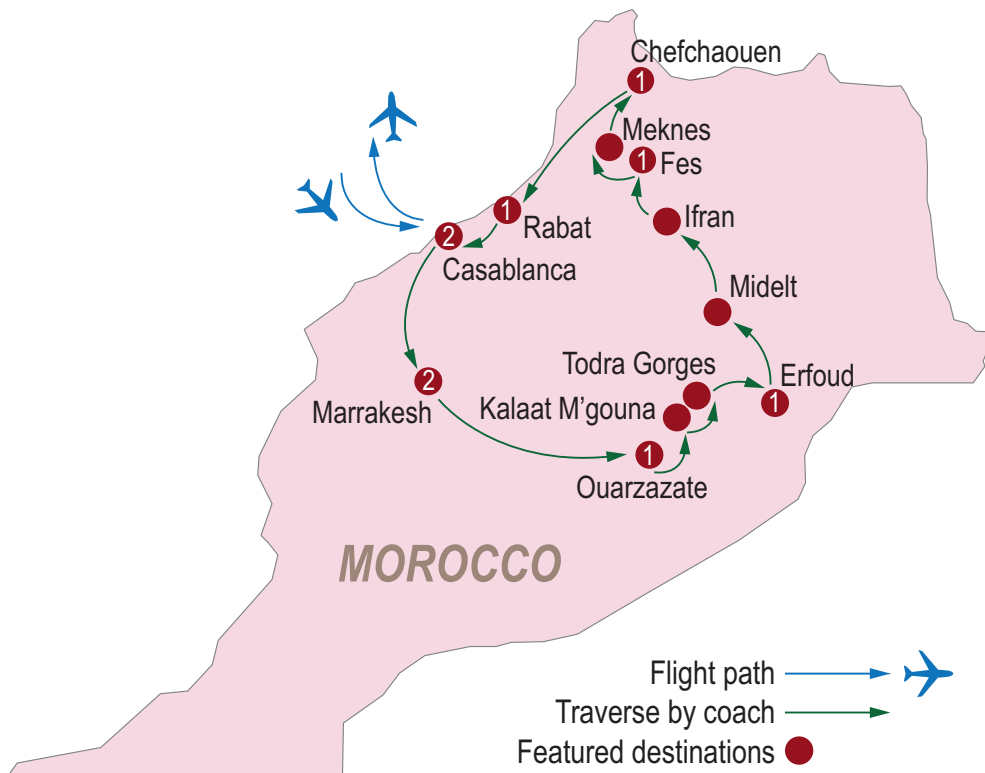 Chefchaouen
1
Meknes
1
Fes
Ifran
1
Rabat
2
Casablanca
Midelt
Todra Gorges
Erfoud
2
Marrakesh
Kalaat M'gouna
1
1
Ouarzazate
MOROCCO
Flight path
Traverse by coach
Featured destinations